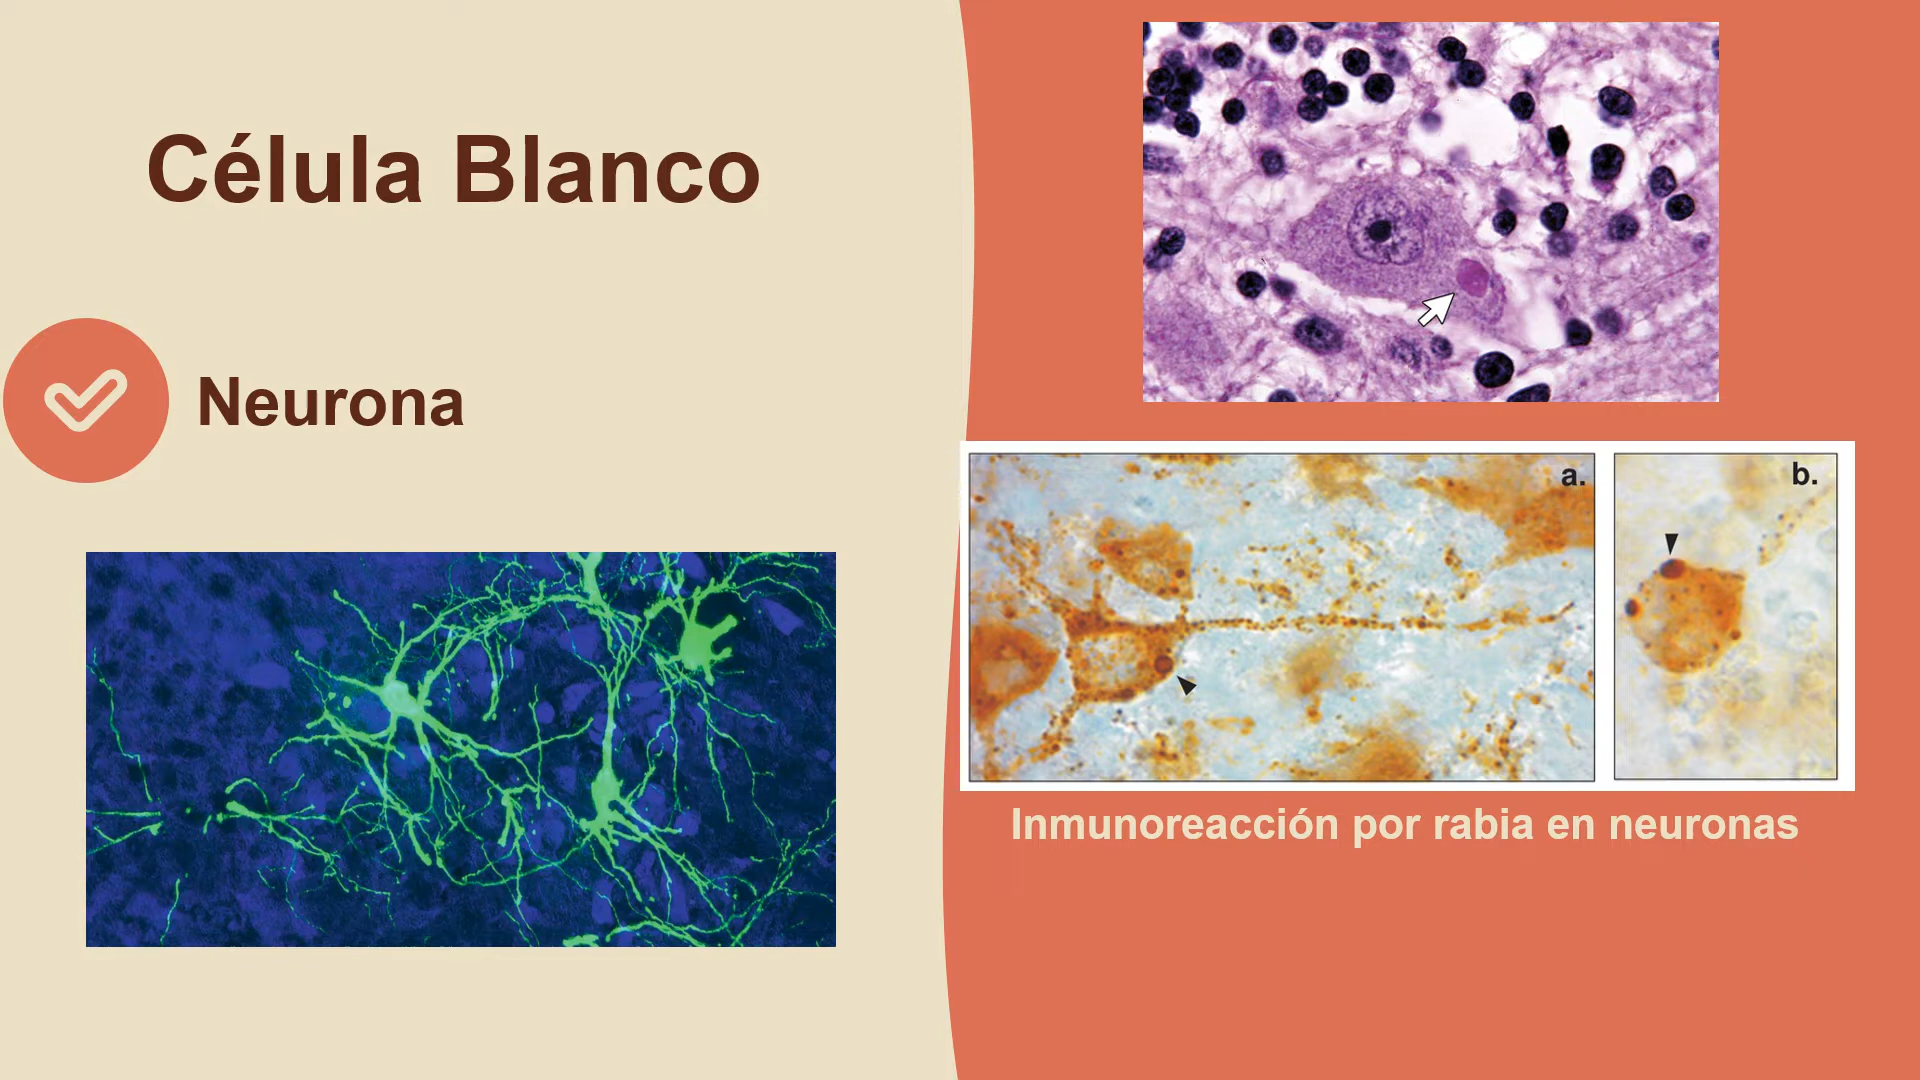 Célula Blanco
Neurona
a.
b.
Inmunoreacción por rabia en neuronas